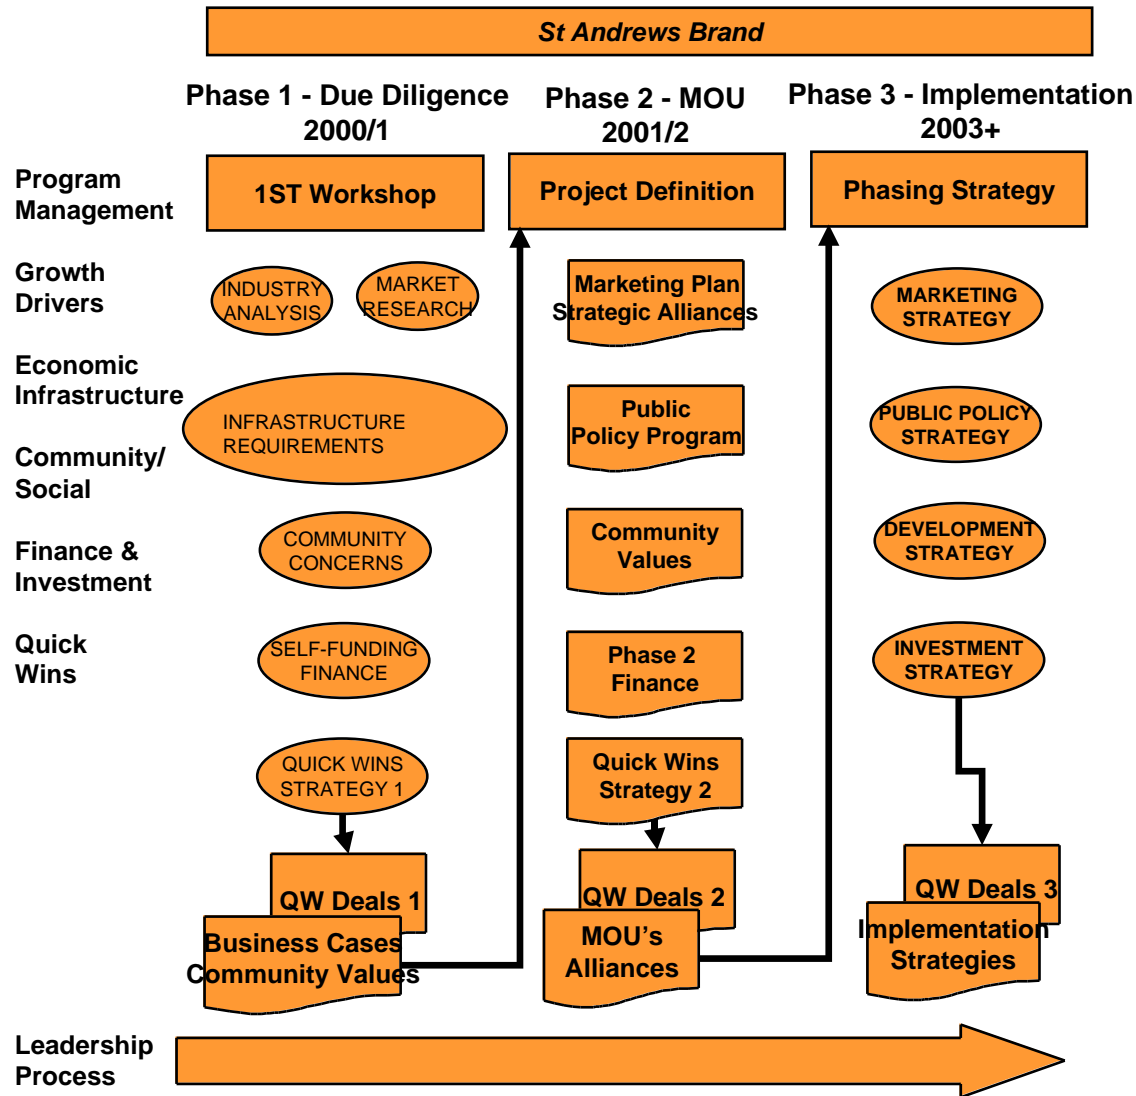 St Andrews Brand
Phase 1 - Due Diligence
2000/1
Phase 2 - MOU
2001/2
Phase 3 - Implementation
2003+
Program
Management
1ST Workshop
Project Definition
Phasing Strategy
Growth
Drivers
INDUSTRY
ANALYSIS
MARKET
RESEARCH
Marketing Plan
Strategic Alliances
MARKETING
STRATEGY
Economic
Infrastructure
INFRASTRUCTURE
REQUIREMENTS
Public
Policy Program
PUBLIC POLICY
STRATEGY
Community/
Social
COMMUNITY
CONCERNS
Community
Values
DEVELOPMENT
STRATEGY
Finance &
Investment
SELF-FUNDING
FINANCE
Phase 2
Finance
INVESTMENT
STRATEGY
Quick
Wins
QUICK WINS
STRATEGY 1
Quick Wins
Strategy 2
QW Deals 1
Business Cases
Community Values
QW Deals 2
MOU's
Alliances
QW Deals 3
Implementation
Strategies
Leadership
Process